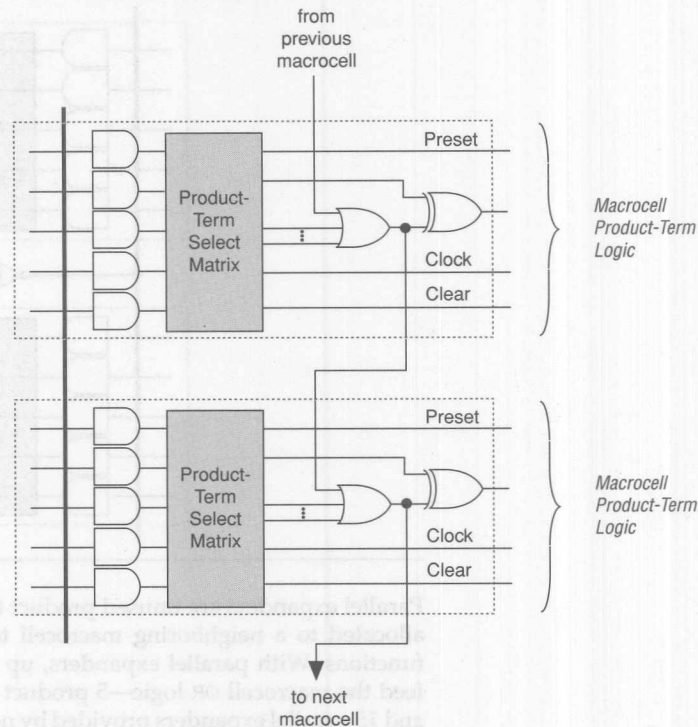 from
previous
macrocell
Preset
Product-
Term
Select
Matrix
Clock
Clear
Macrocell
Product-Term
Logic
Preset
Product-
Term
Select
Matrix
Clock
Clear
Macrocell
Product-Term
Logic
to next
macrocell